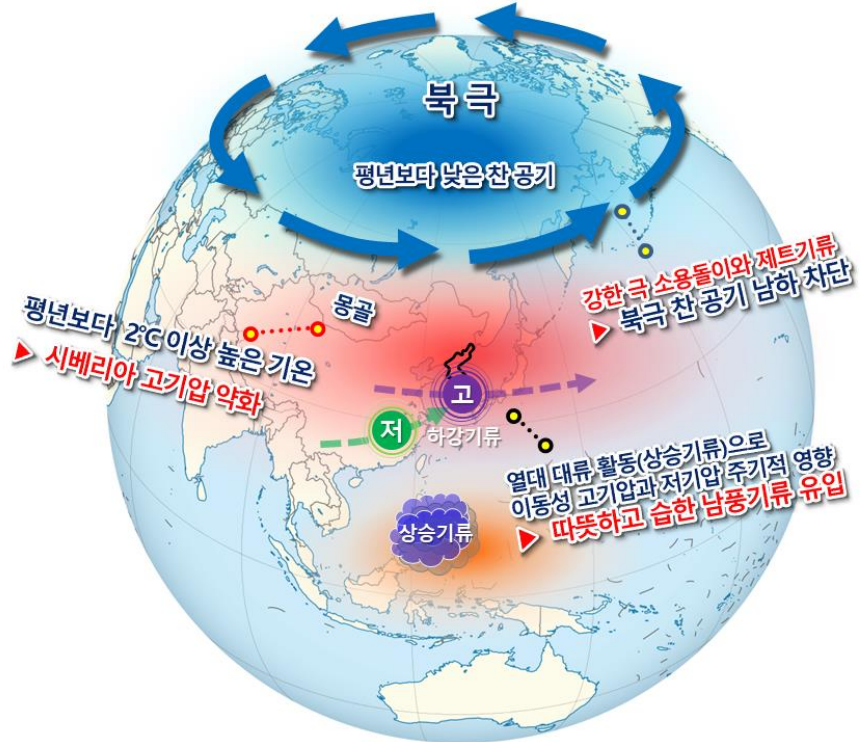 북극
평년보다 낮은 찬 공기
강한 극 소용돌이와 제트기류
▶ 북극 찬 공기 남하 차단
몽골
평년보다 2℃ 이상 높은 기온
▶ 시베리아 고기압 약화
고
저
하강기류
열대 대류 활동(상승기류)으로
이동성 고기압과 저기압 주기적 영향
▶ 따뜻하고 습한 남풍기류 유입
상승기류